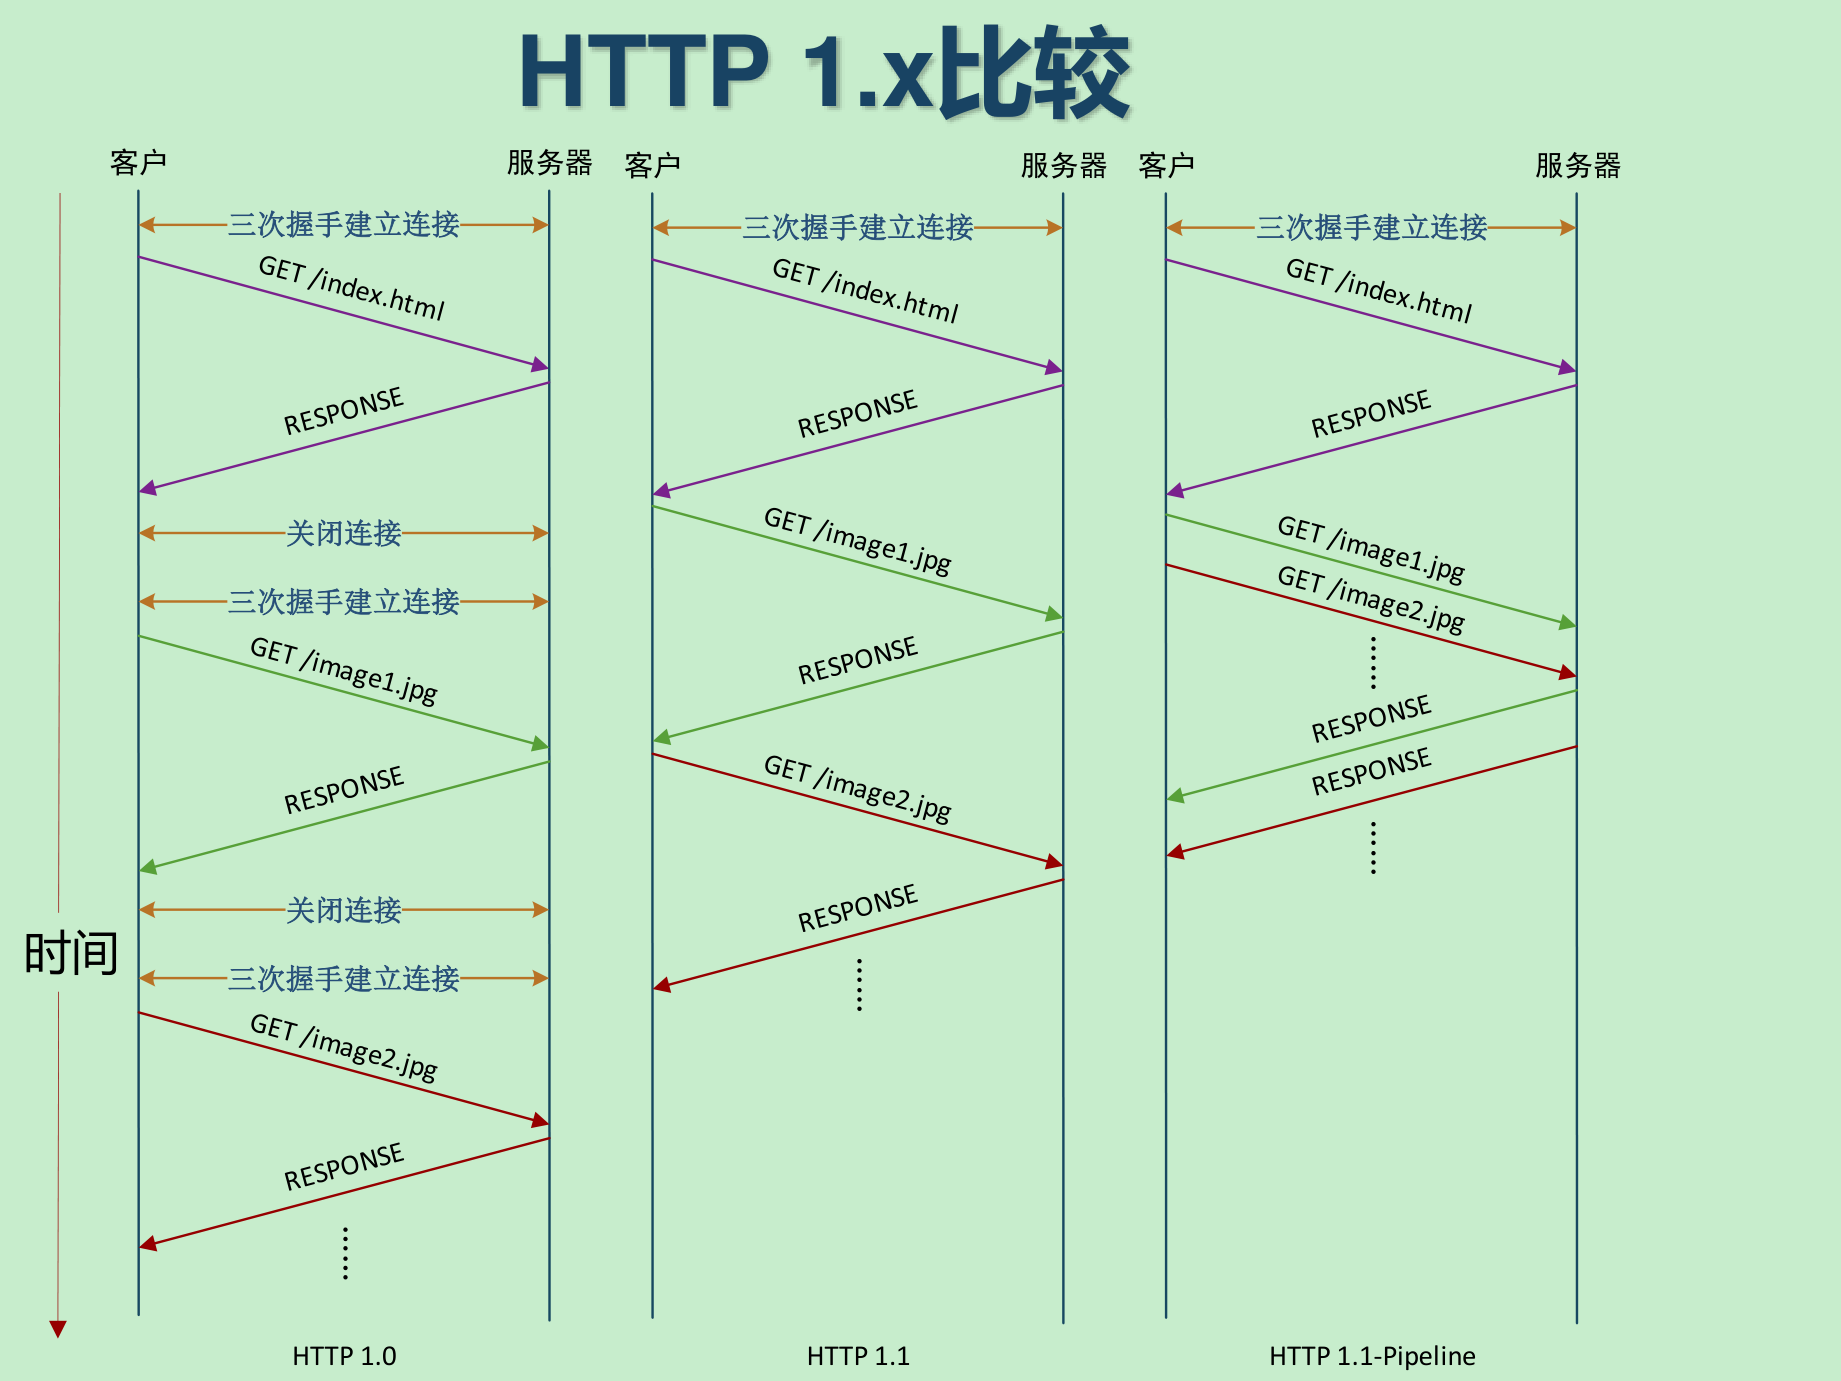 HTTP 1.x比较
时间
客户
服务器
三次握手建立连接
GET /index.html
RESPONSE
关闭连接
三次握手建立连接
GET /image1.jpg
RESPONSE
关闭连接
三次握手建立连接
GET /image2.jpg
RESPONSE
......
HTTP 1.0
客户
服务器
三次握手建立连接
GET /index.html
RESPONSE
GET /image1.jpg
RESPONSE
GET /image2.jpg
RESPONSE
......
HTTP 1.1
客户
服务器
三次握手建立连接
GET /index.html
RESPONSE
GET /image1.jpg
GET /image2.jpg
......
RESPONSE
RESPONSE
......
HTTP 1.1-Pipeline